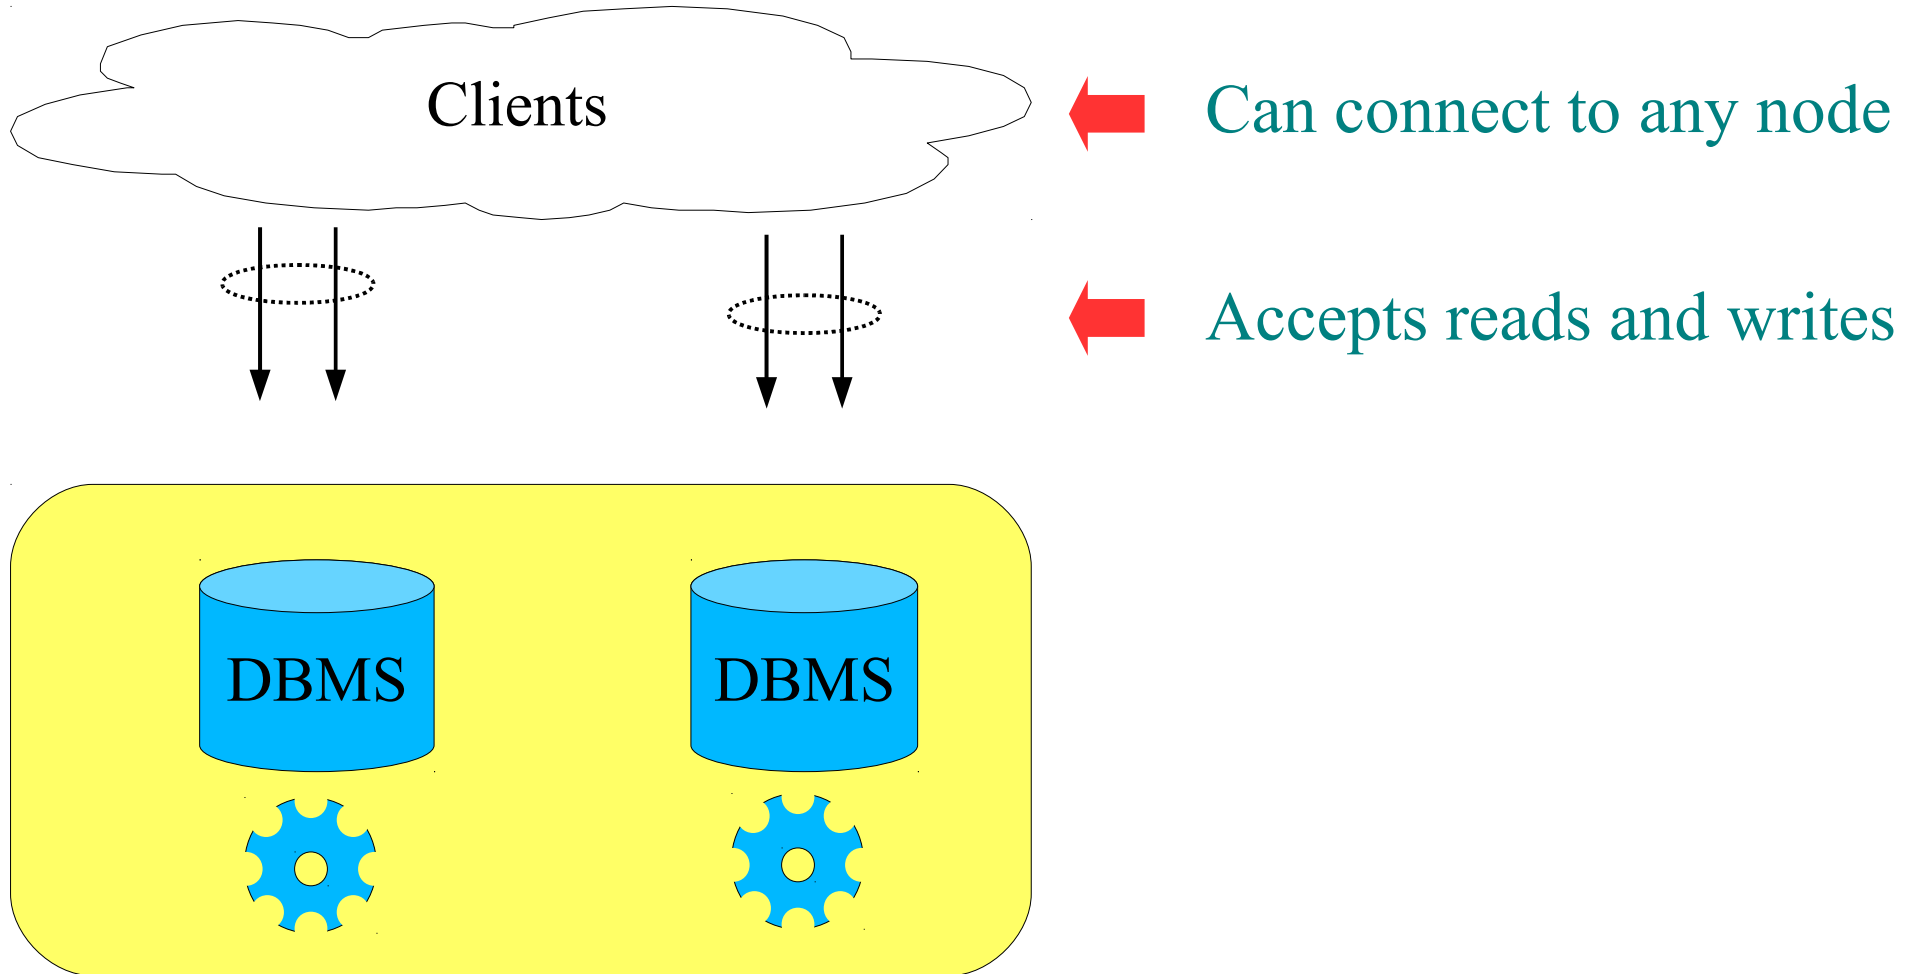 Clients
Can connect to any node
Accepts reads and writes
DBMS
DBMS